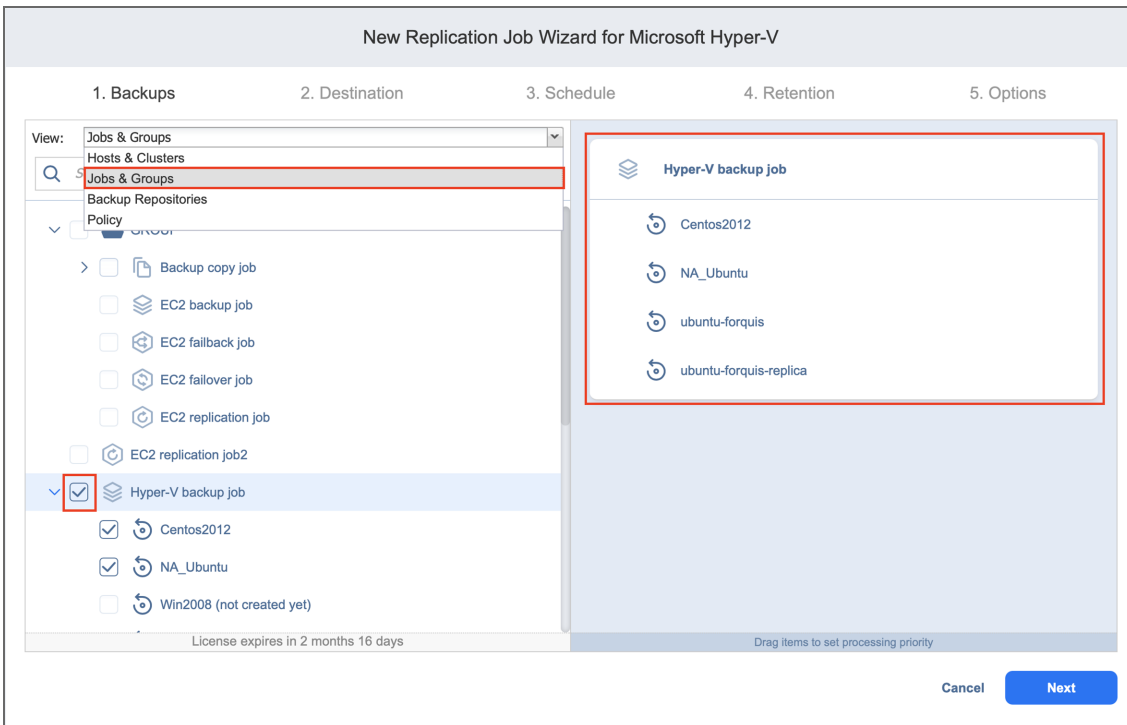 New Replication Job Wizard for Microsoft Hyper-V
1. Backups 2. Destination 3. Schedule 4. Retention 5. Options
View: Jobs & Groups
Hosts & Clusters
Jobs & Groups
Backup Repositories
Policy
Backup copy job
EC2 backup job
EC2 failback job
EC2 failover job
EC2 replication job
EC2 replication job2
Hyper-V backup job
Centos2012
NA_Ubuntu
Win2008 (not created yet)
License expires in 2 months 16 days
Hyper-V backup job
Centos2012
NA_Ubuntu
ubuntu-forquis
ubuntu-forquis-replica
Drag items to set processing priority
Cancel Next